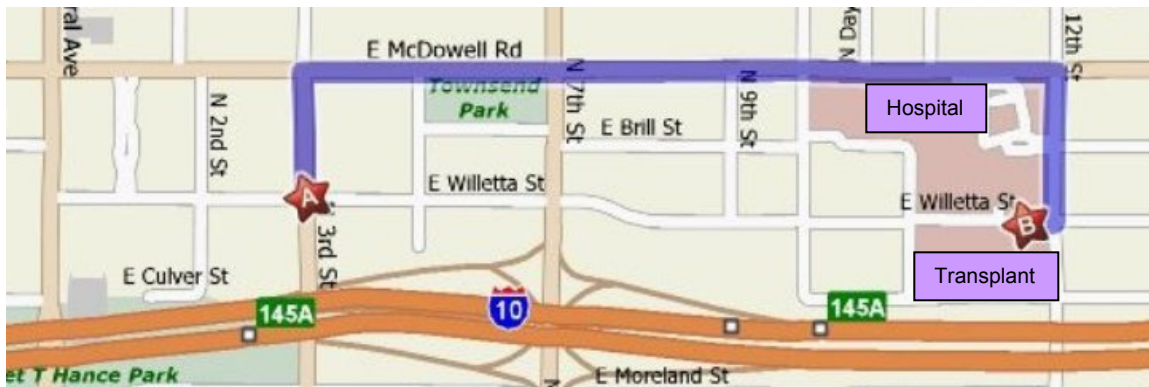 ral Ave
E McDowell Rd
12th St
N 2nd St
Townsend
Park
N 7th St
N 9th St
Hospital
E Brill St
E Willetta St
E Willetta St
A
B
3rd St
Transplant
E Culver St
145A
10
145A
et T Hance Park
E Moreland St
N